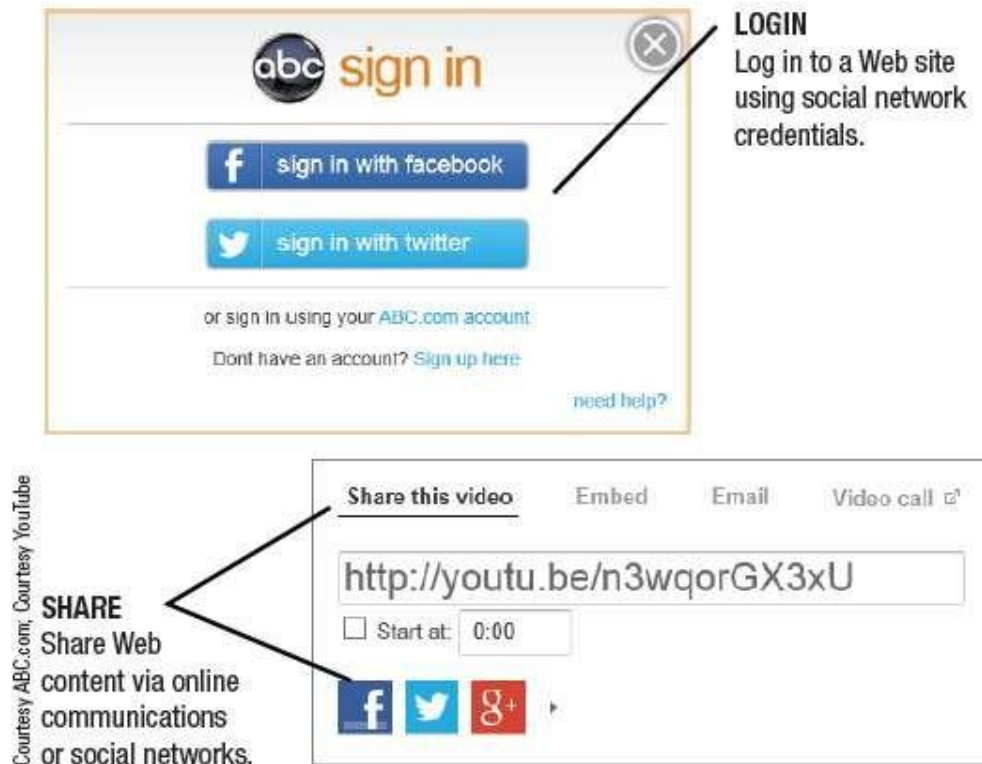 abc sign in
LOGIN
Log in to a Web site
using social network
credentials.
f sign in with facebook
sign in with twitter
or sign in using your ABC.com account
Dont have an account? Sign up here
need help?
Courtesy ABC.com; Courtesy YouTube
Share this video Embed Email Video call
http://youtu.be/n3wqorGX3xU
Start at: 0:00
f g+
SHARE
Share Web
content via online
communications
or social networks.